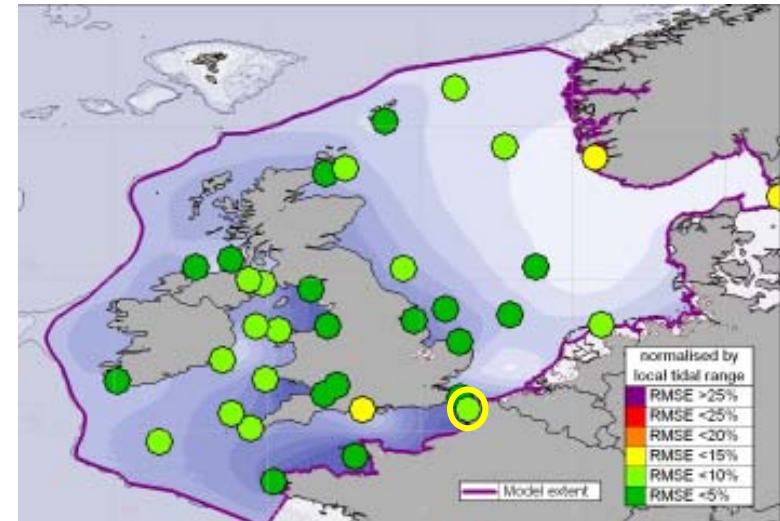 normalised by
local tidal range
RMSE >25%
RMSE <25%
RMSE <20%
RMSE <15%
RMSE <10%
RMSE <5%
Model extent